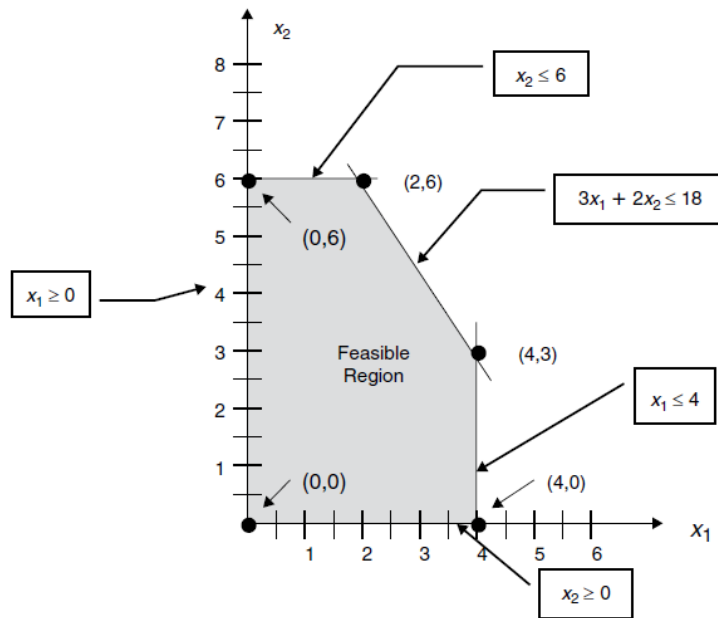 x₂
8
x₂ ≤ 6
7
6
(2,6)
3x₁ + 2x₂ ≤ 18
5
(0,6)
x₁ ≥ 0
4
3
Feasible
Region
(4,3)
2
x₁ ≤ 4
1
(0,0)
(4,0)
1 2 3 4 5 6
x₁
x₂ ≥ 0